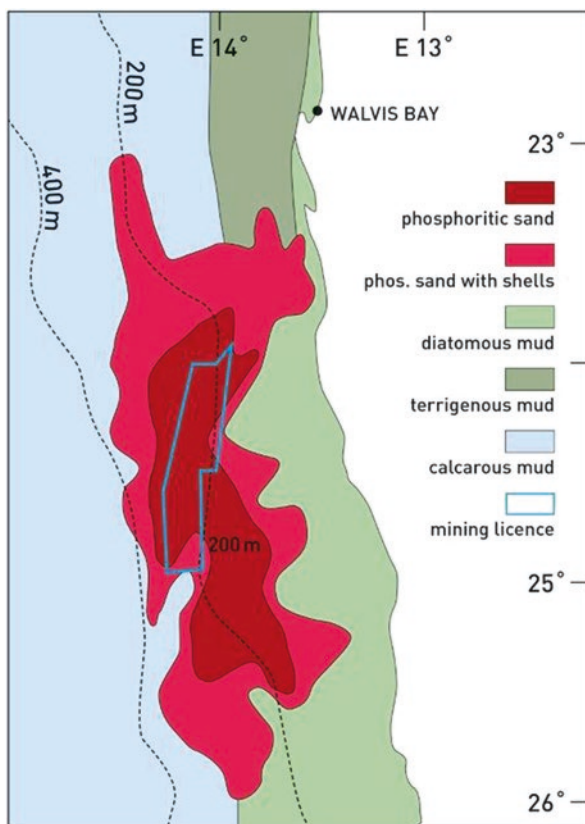 E 14°
E 13°
200 m
WALVIS BAY
23°
400 m
phosphoritic sand
phos. sand with shells
diatomous mud
terrigenous mud
calcarous mud
mining licence
200 m
25°
26°